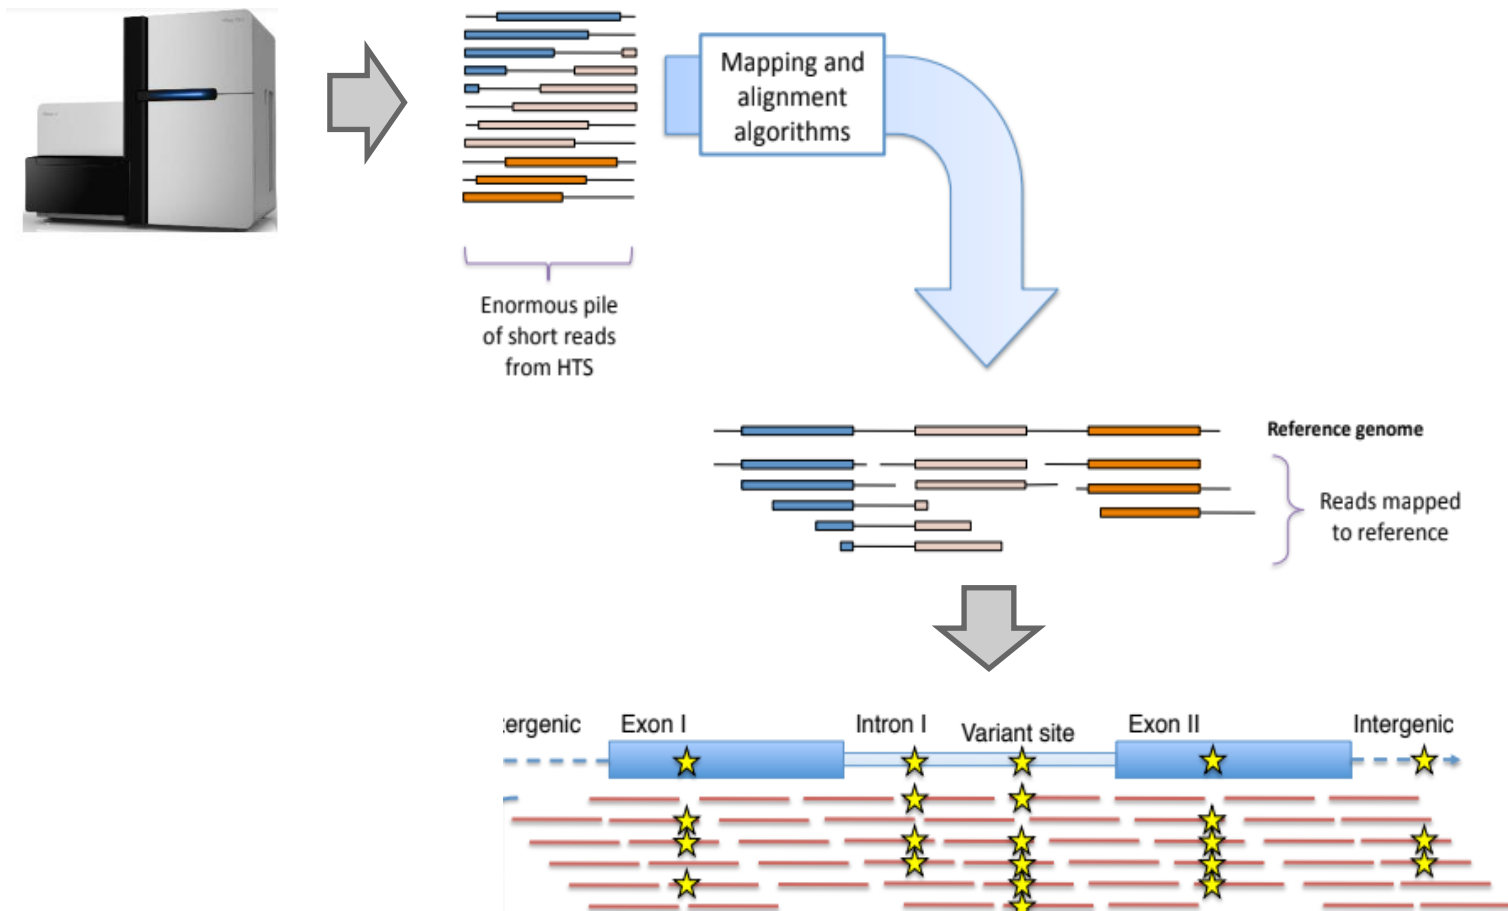 Mapping and
alignment
algorithms
Enormous pile
of short reads
from HTS
Reference genome
Reads mapped
to reference
tergenic Exon I Intron I Variant site Exon II Intergenic